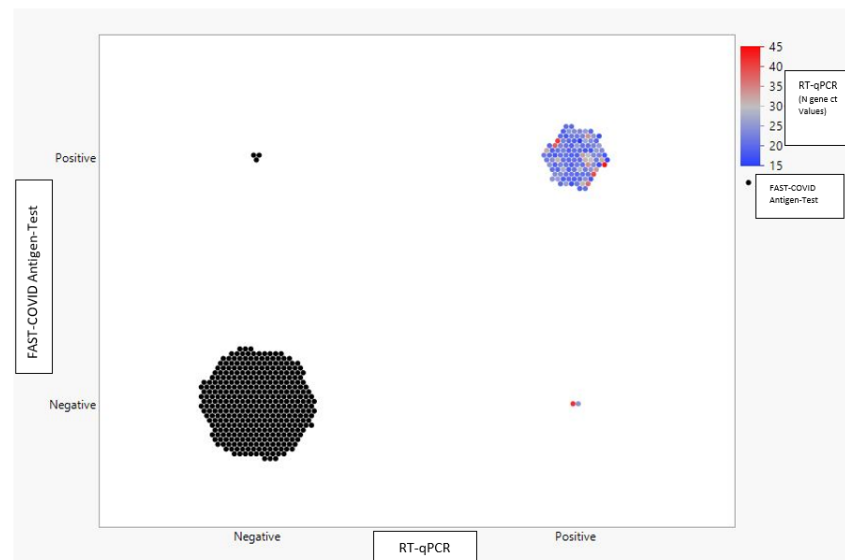 45
40
35
30
25
20
15
RT-qPCR
(N gene ct
Values)
FAST-COVID
Antigen-Test
Positive
FAST-COVID Antigen-Test
Negative
Negative
Positive
RT-qPCR